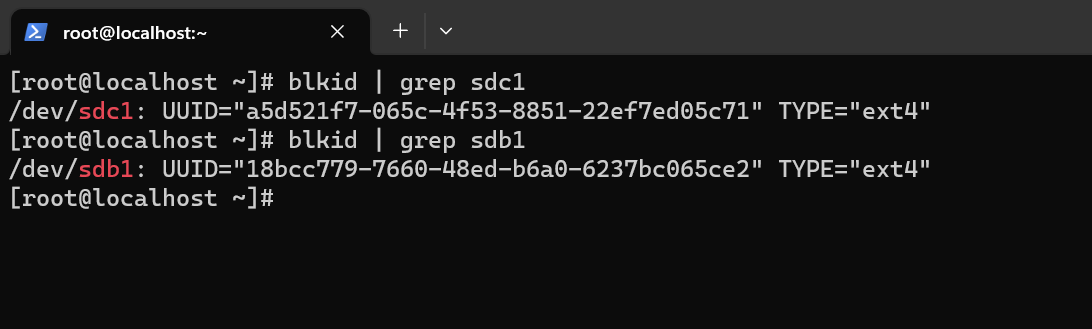 root@localhost:~
[root@localhost ~]# blkid | grep sdc1
/dev/sdc1: UUID="a5d521f7-065c-4f53-8851-22ef7ed05c71" TYPE="ext4"
[root@localhost ~]# blkid | grep sdb1
/dev/sdb1: UUID="18bcc779-7660-48ed-b6a0-6237bc065ce2" TYPE="ext4"
[root@localhost ~]#